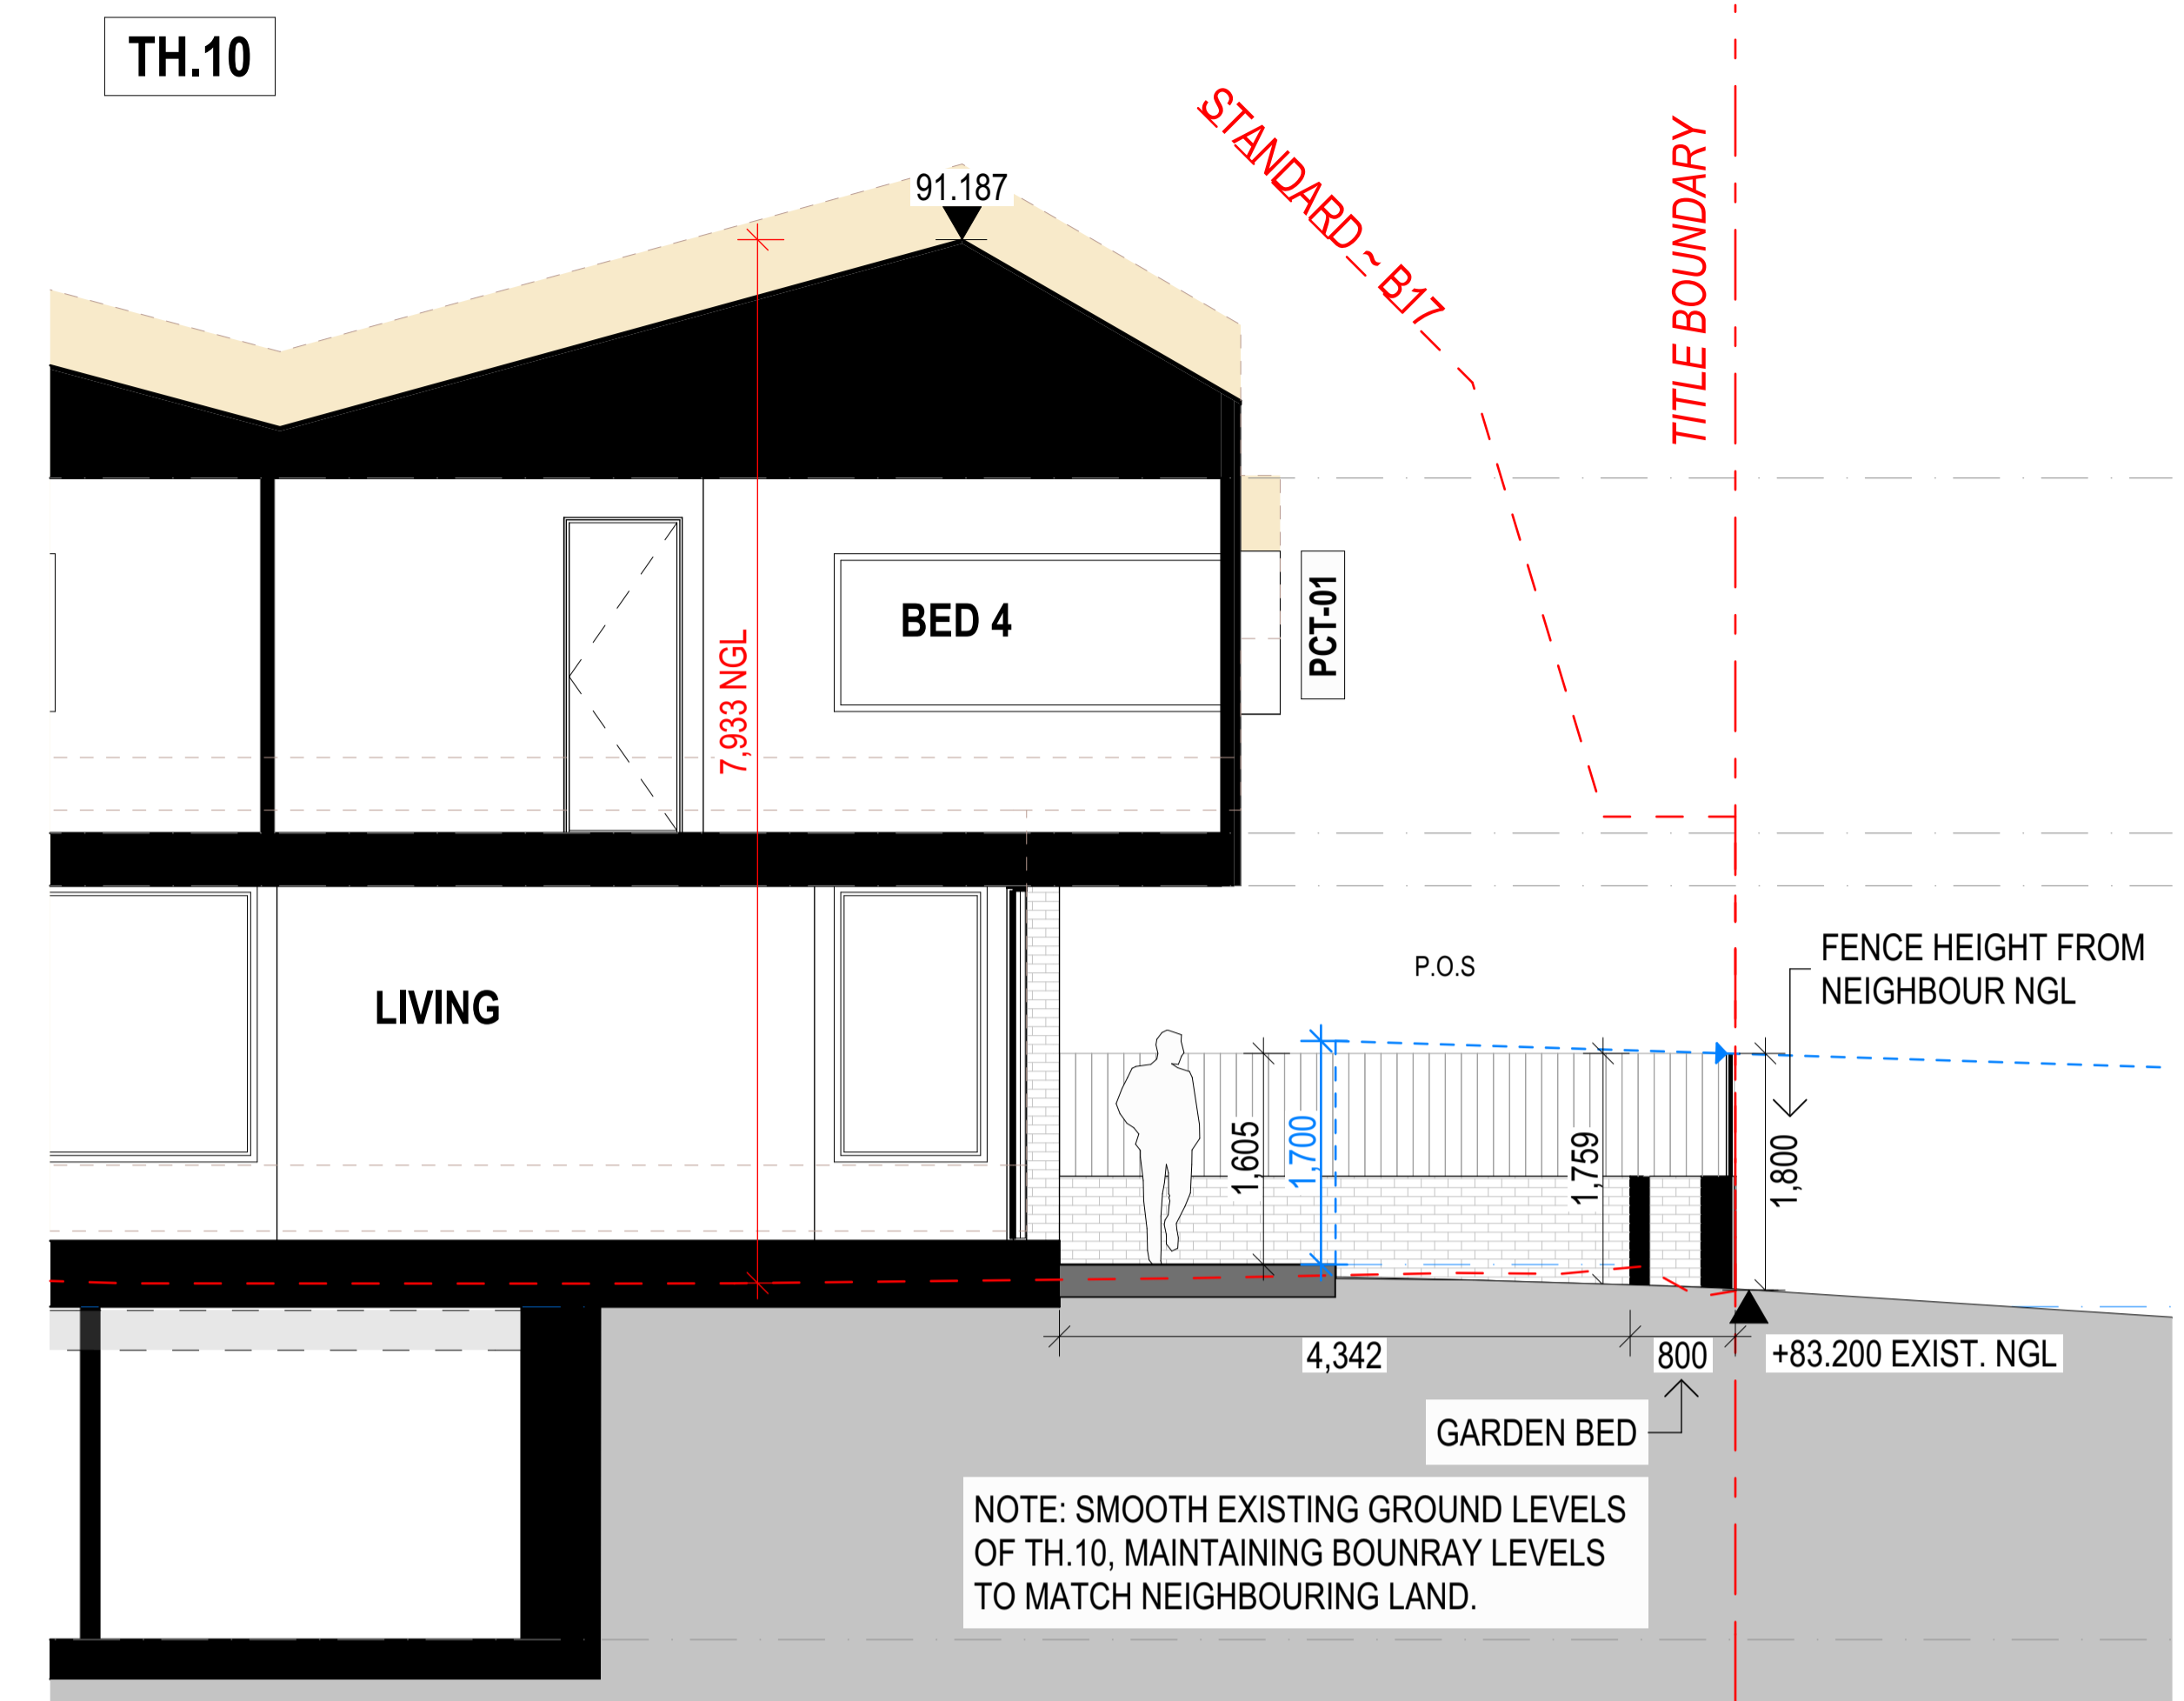 TH.10
91.187
STANDARD ~ B17
TITLE BOUNDARY
7,933 NGL
BED 4
PCT-01
LIVING
P.O.S
FENCE HEIGHT FROM
NEIGHBOUR NGL
1,605
1,700
1,759
1,800
4,342
800
+83.200 EXIST. NGL
GARDEN BED
NOTE: SMOOTH EXISTING GROUND LEVELS
OF TH.10, MAINTAINING BOUNRAY LEVELS
TO MATCH NEIGHBOURING LAND.